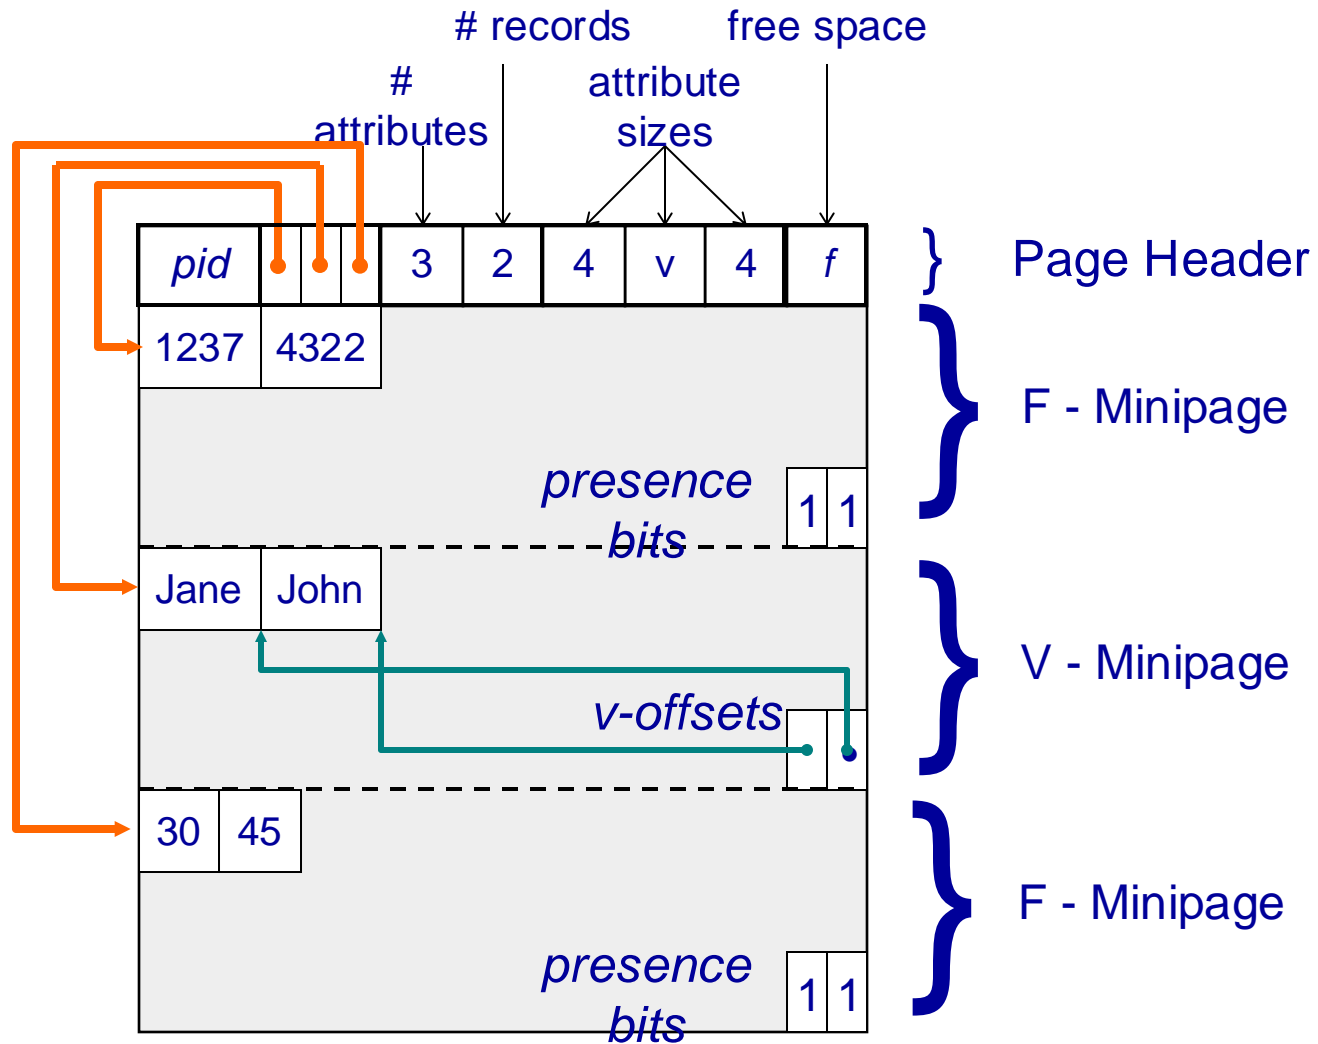 # records
free space
#
attributes
attribute
sizes
pid 3 2 4 v 4 f
Page Header
1237 4322
F - Minipage
presence
bits
1 1
Jane John
V - Minipage
v-offsets
30 45
F - Minipage
presence
bits
1 1